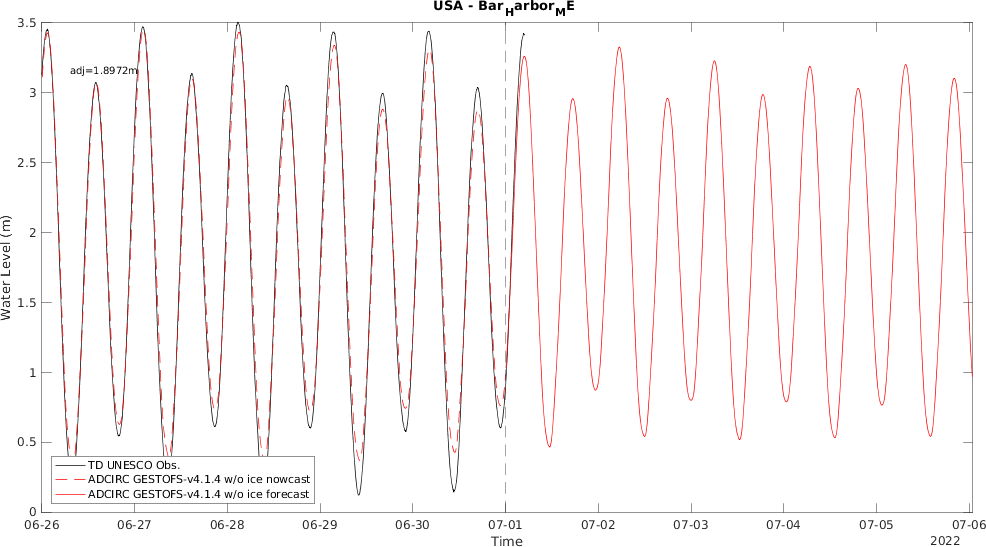 USA - Bar_Harbor_ME
adj=1.8972m
3.5
3
2.5
2
1.5
1
0.5
0
Water Level (m)
TD UNESCO Obs.
ADCIRC GESTOFS-v4.1.4 w/o ice nowcast
ADCIRC GESTOFS-v4.1.4 w/o ice forecast
06-26 06-27 06-28 06-29 06-30 07-01 07-02 07-03 07-04 07-05 07-06
Time
2022